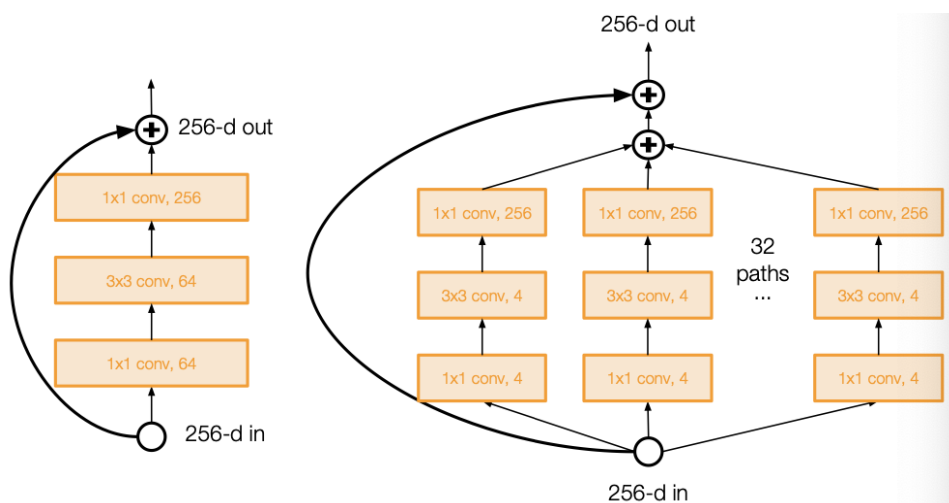 256-d out
1x1 conv, 256
3x3 conv, 64
1x1 conv, 64
256-d in
256-d out
1x1 conv, 256
1x1 conv, 256
1x1 conv, 256
32
paths
...
3x3 conv, 4
3x3 conv, 4
3x3 conv, 4
1x1 conv, 4
1x1 conv, 4
1x1 conv, 4
256-d in